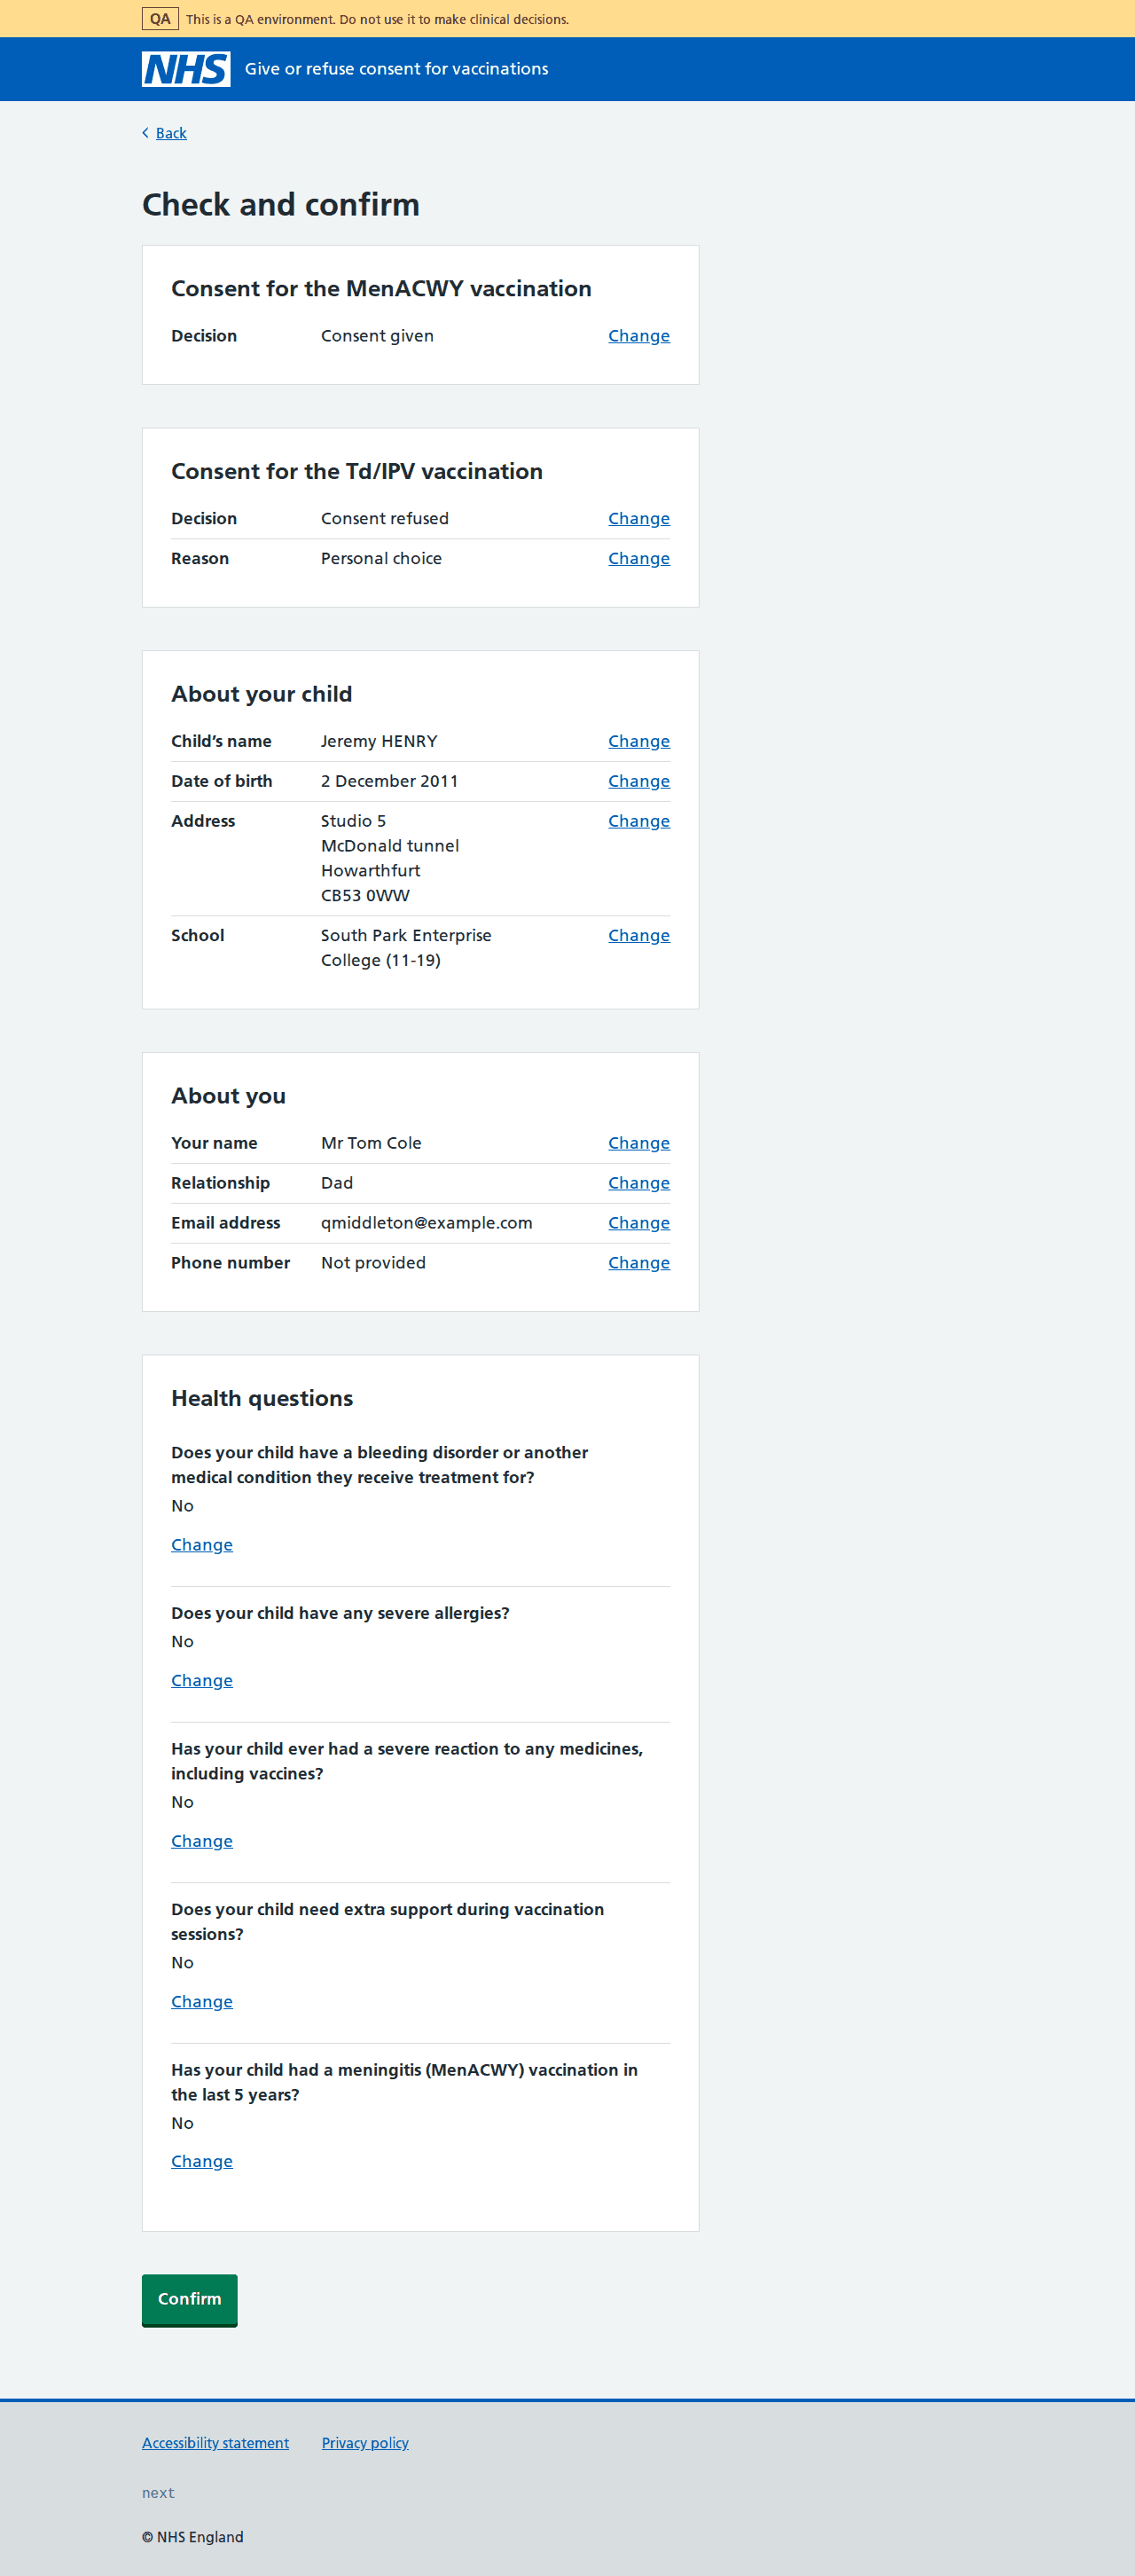 QA This is a QA environment. Do not use it to make clinical decisions.
NHS Give or refuse consent for vaccinations
Back
Check and confirm
Consent for the MenACWY vaccination
Decision Consent given Change
Consent for the Td/IPV vaccination
Decision Consent refused Change
Reason Personal choice Change
About your child
Child’s name Jeremy HENRY Change
Date of birth 2 December 2011 Change
Address Studio 5 Change
McDonald tunnel
Howarthfurt
CB53 0WW
School South Park Enterprise Change
College (11-19)
About you
Your name Mr Tom Cole Change
Relationship Dad Change
Email address qmiddleton@example.com Change
Phone number Not provided Change
Health questions
Does your child have a bleeding disorder or another
medical condition they receive treatment for?
No
Change
Does your child have any severe allergies?
No
Change
Has your child ever had a severe reaction to any medicines,
including vaccines?
No
Change
Does your child need extra support during vaccination
sessions?
No
Change
Has your child had a meningitis (MenACWY) vaccination in
the last 5 years?
No
Change
Confirm
Accessibility statement Privacy policy
next
© NHS England